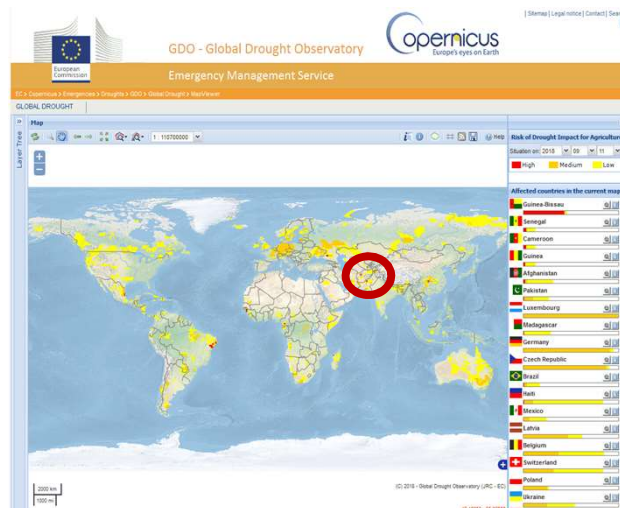 | Sitemap | Legal notice | Contact | Sear
opernicus
Europe's eyes on Earth
GDO - Global Drought Observatory
European
Commission
Emergency Management Service
EC > Copernicus > Emergencies > Droughts > GDO > Global Drought > MapViewer
GLOBAL DROUGHT
Map
Layer Tree
1 : 110700000
Help
Risk of Drought Impact for Agriculture
Situation on: 2018 09 11
High Medium Low
Affected countries in the current map
Guinea-Bissau
Senegal
Cameroon
Guinea
Afghanistan
Pakistan
Luxembourg
Madagascar
Germany
Czech Republic
Brazil
Haiti
Mexico
Latvia
Belgium
Switzerland
Poland
Ukraine
2000 km
1000 mi
(C) 2016 - Global Drought Observatory (JRC - EC)